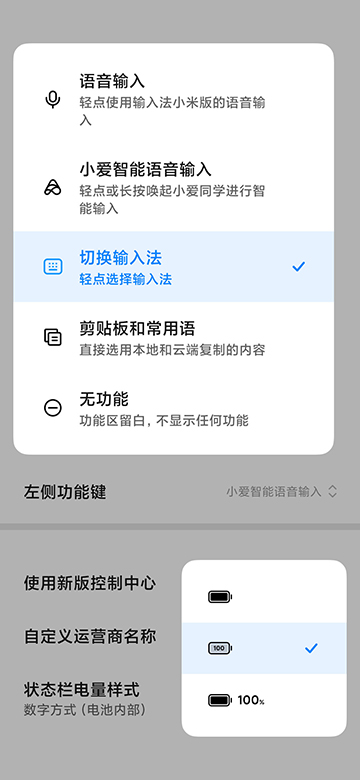 语音输入
轻点使用输入法小米版的语音输
入
小爱智能语音输入
轻点或长按唤起小爱同学进行智
能输入
切换输入法
轻点选择输入法
剪贴板和常用语
直接选用本地和云端复制的内容
无功能
功能区留白，不显示任何功能
左侧功能键 小爱智能语音输入
使用新版控制中心
自定义运营商名称
100
状态栏电量样式
数字方式（电池内部）
100%